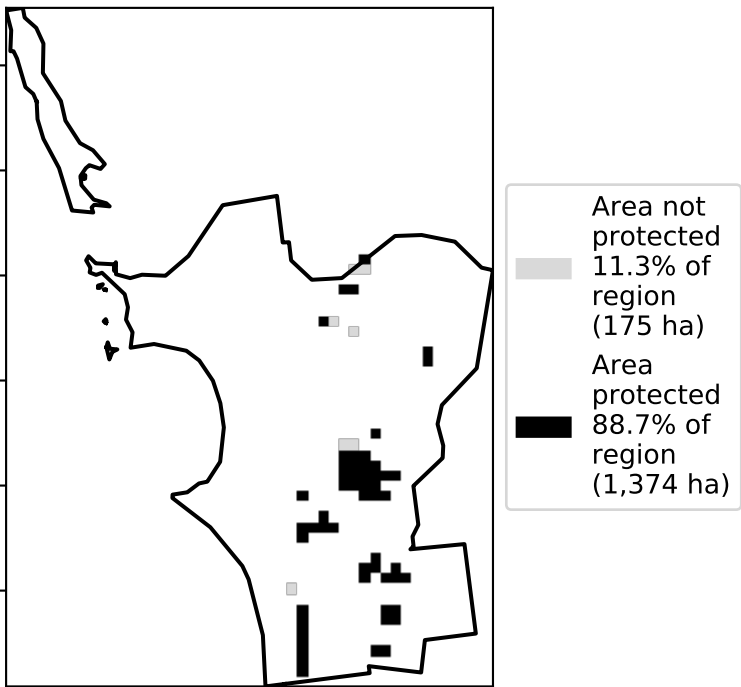 Area not
protected
11.3% of
region
(175 ha)
Area
protected
88.7% of
region
(1,374 ha)